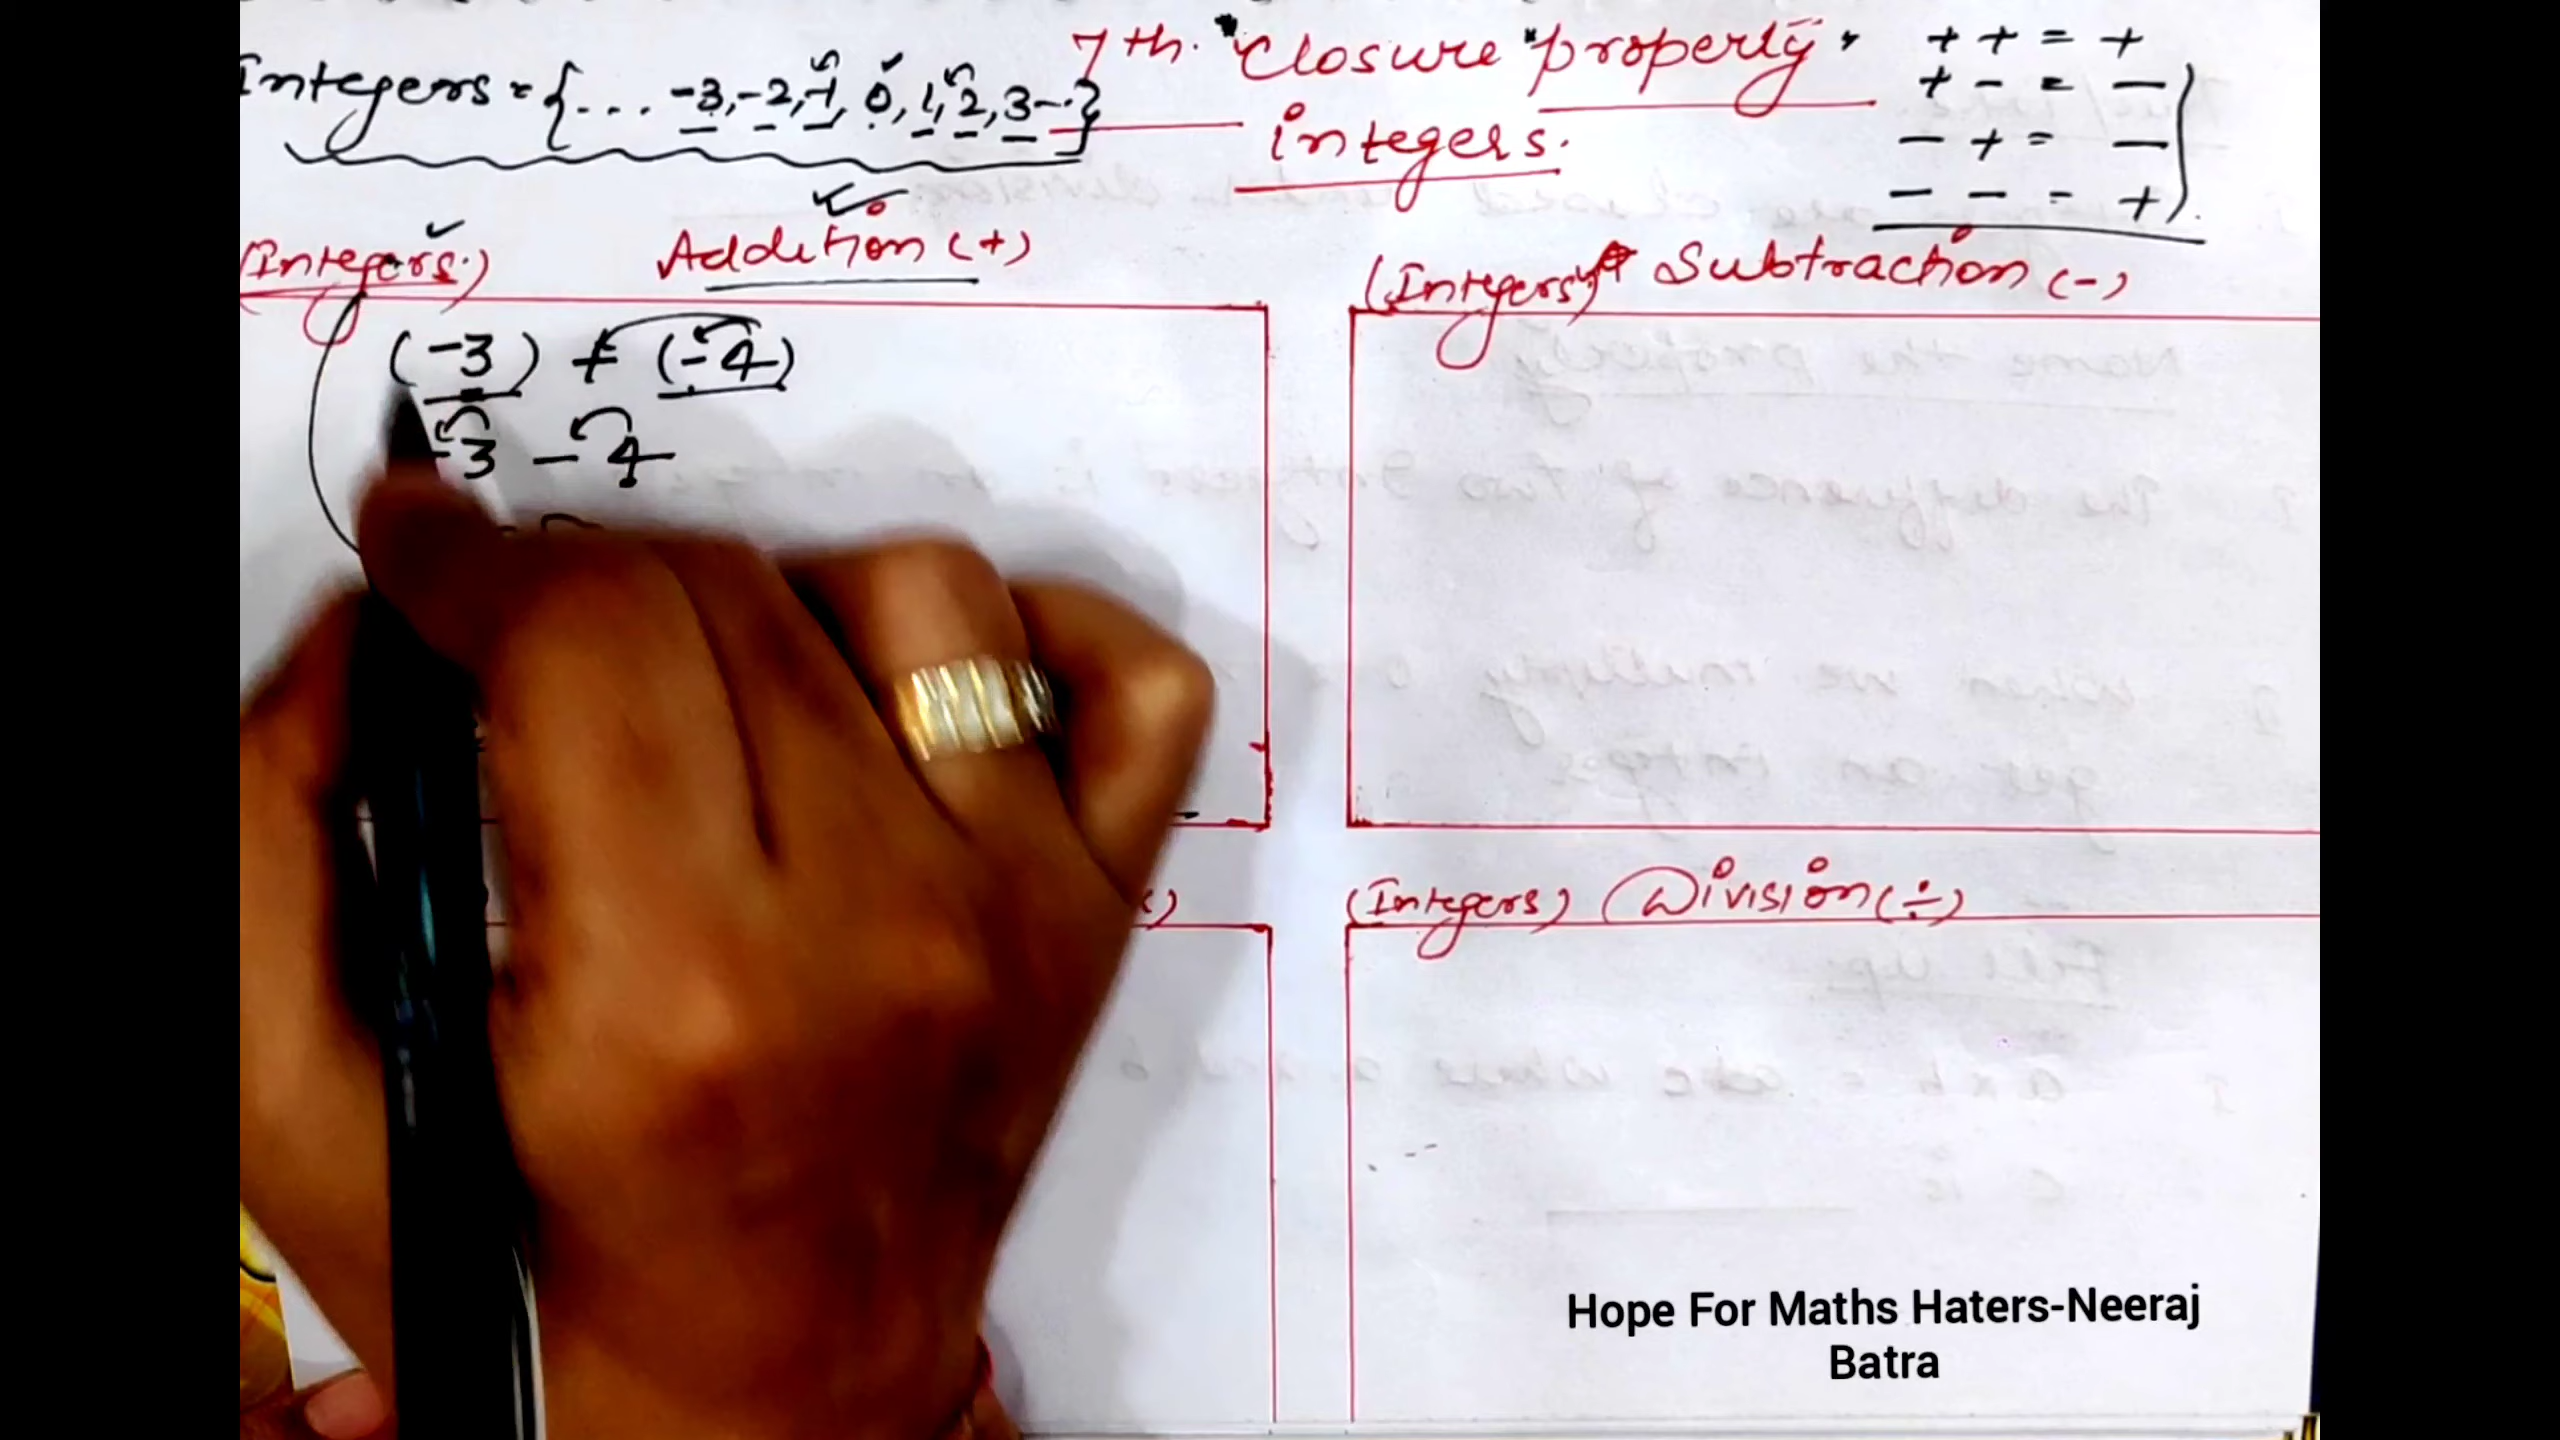 Integers = {... -3, -2, -1, 0, 1, 2, 3 -..}
7th. "Closure" property"
integers.
+ + = +
+ - = -
- + = -
- - = +
(Integers.) Addition (+)
(-3) + (-4)
-3 - 4
(Integers) Subtraction (-)
(Integers) Division (÷)
Hope For Maths Haters-Neeraj
Batra